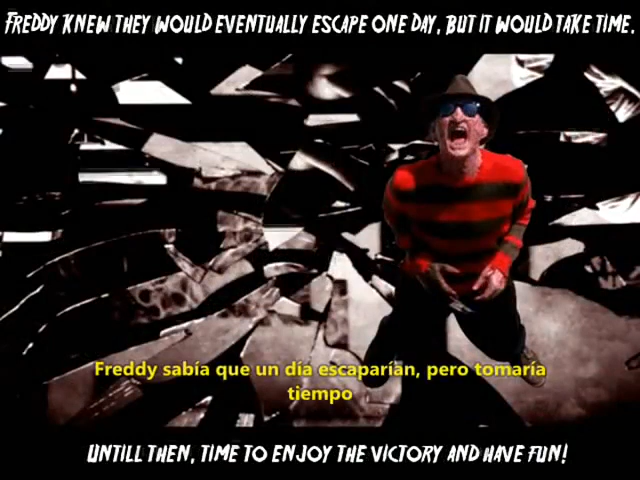 FREDDY KNEW THEY WOULD EVENTUALLY ESCAPE ONE DAY, BUT IT WOULD TAKE TIME.
Freddy sabía que un día escaparían, pero tomaría
tiempo
UNTILL THEN, TIME TO ENJOY THE VICTORY AND HAVE FUN!